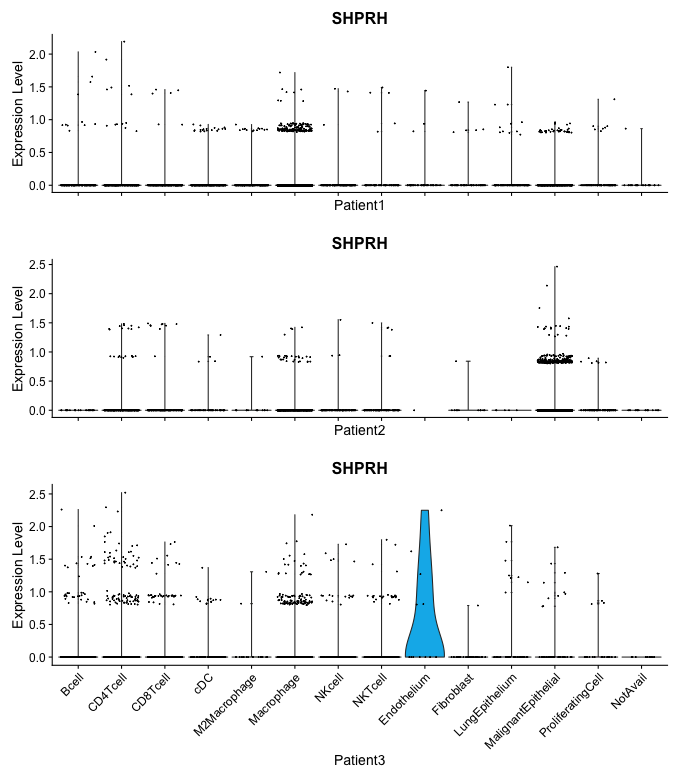 SHPRH
Expression Level
2.0
1.5
1.0
0.5
0.0
Patient1
SHPRH
Expression Level
2.5
2.0
1.5
1.0
0.5
0.0
Patient2
SHPRH
Expression Level
2.5
2.0
1.5
1.0
0.5
0.0
Bcell
CD4Tcell
CD8Tcell
cDC
M2Macrophage
Macrophage
NKcell
NKTcell
Endothelium
Fibroblast
LungEpithelium
MalignantEpithelial
ProliferatingCell
NotAvail
Patient3